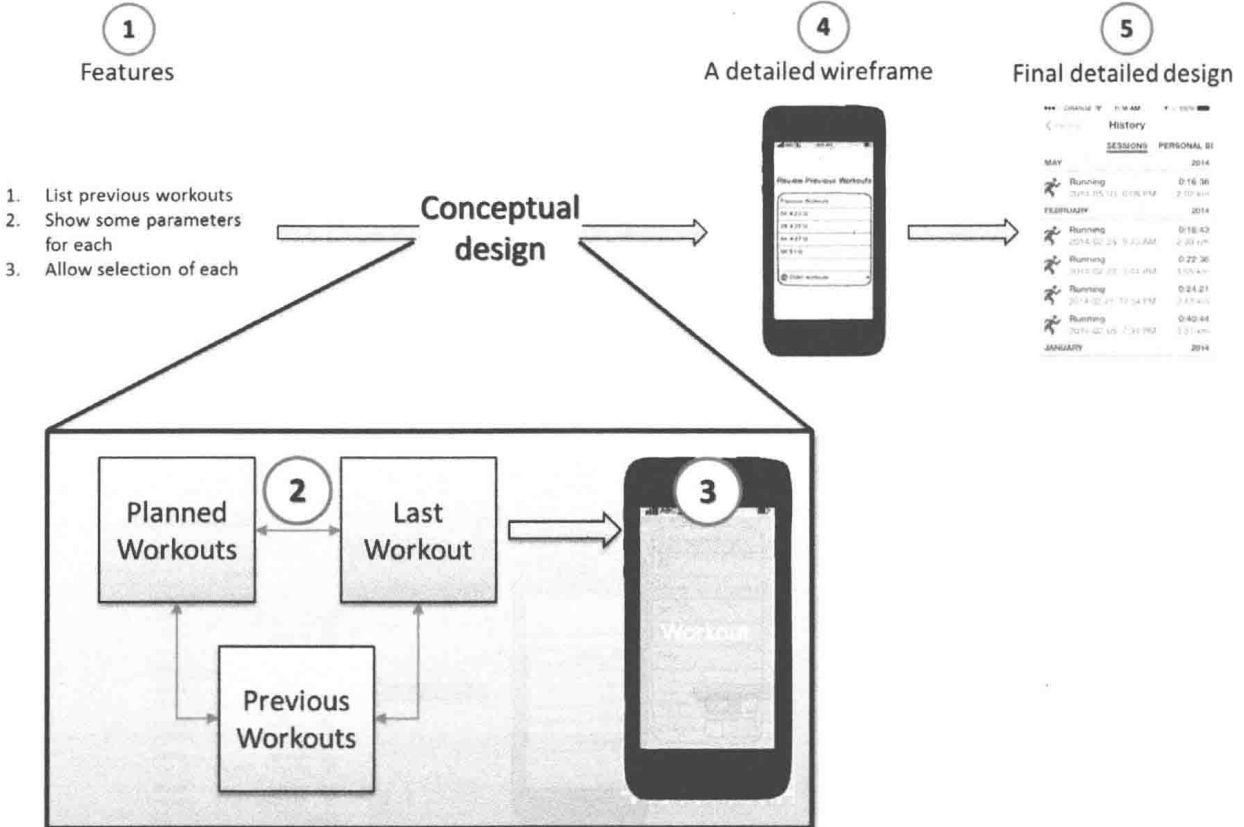 1
Features
1. List previous workouts
2. Show some parameters
for each
3. Allow selection of each
Conceptual
design
4
A detailed wireframe
Review Previous Workouts
Previous Workouts
Older workouts
5
Final detailed design
History
SESSIONS PERSONAL BE
MAY 2014
Running 0:16:36
FEBRUARY 2014
Running 0:18:43
Running 0:22:36
Running 0:24:21
Running 0:40:44
JANUARY 2014
2
Planned
Workouts
Last
Workout
Previous
Workouts
3
Workout